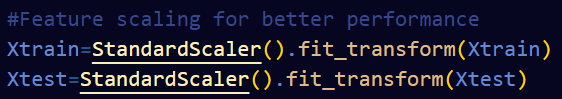 #Feature scaling for better performance
Xtrain=StandardScaler().fit_transform(Xtrain)
Xtest=StandardScaler().fit_transform(Xtest)